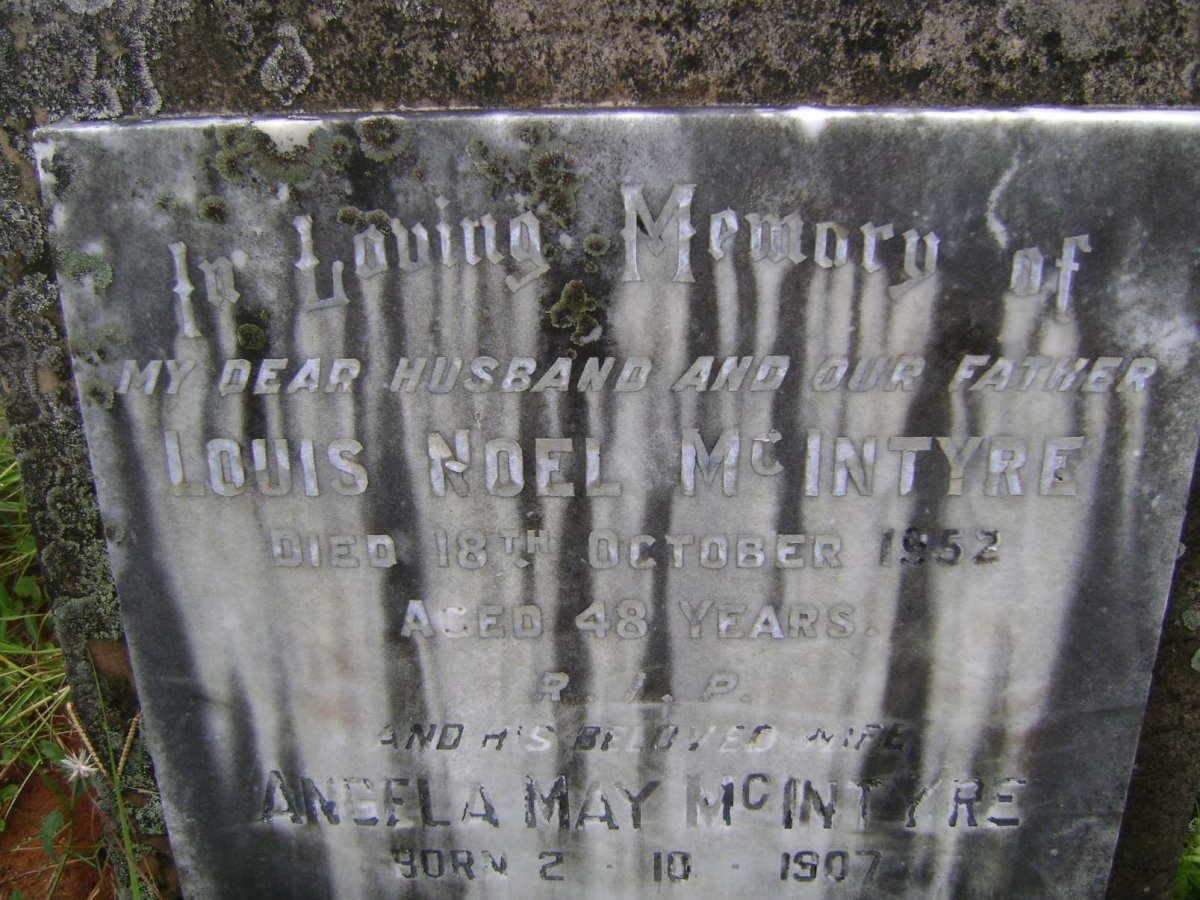 In Loving Memory of
MY DEAR HUSBAND AND OUR FATHER
LOUIS NOEL McINTYRE
DIED 18TH OCTOBER 1952
AGED 48 YEARS.
R. I. P.
AND HIS BELOVED WIFE
ANGELA MAY McINTYRE
BORN 2 - 10 - 1907